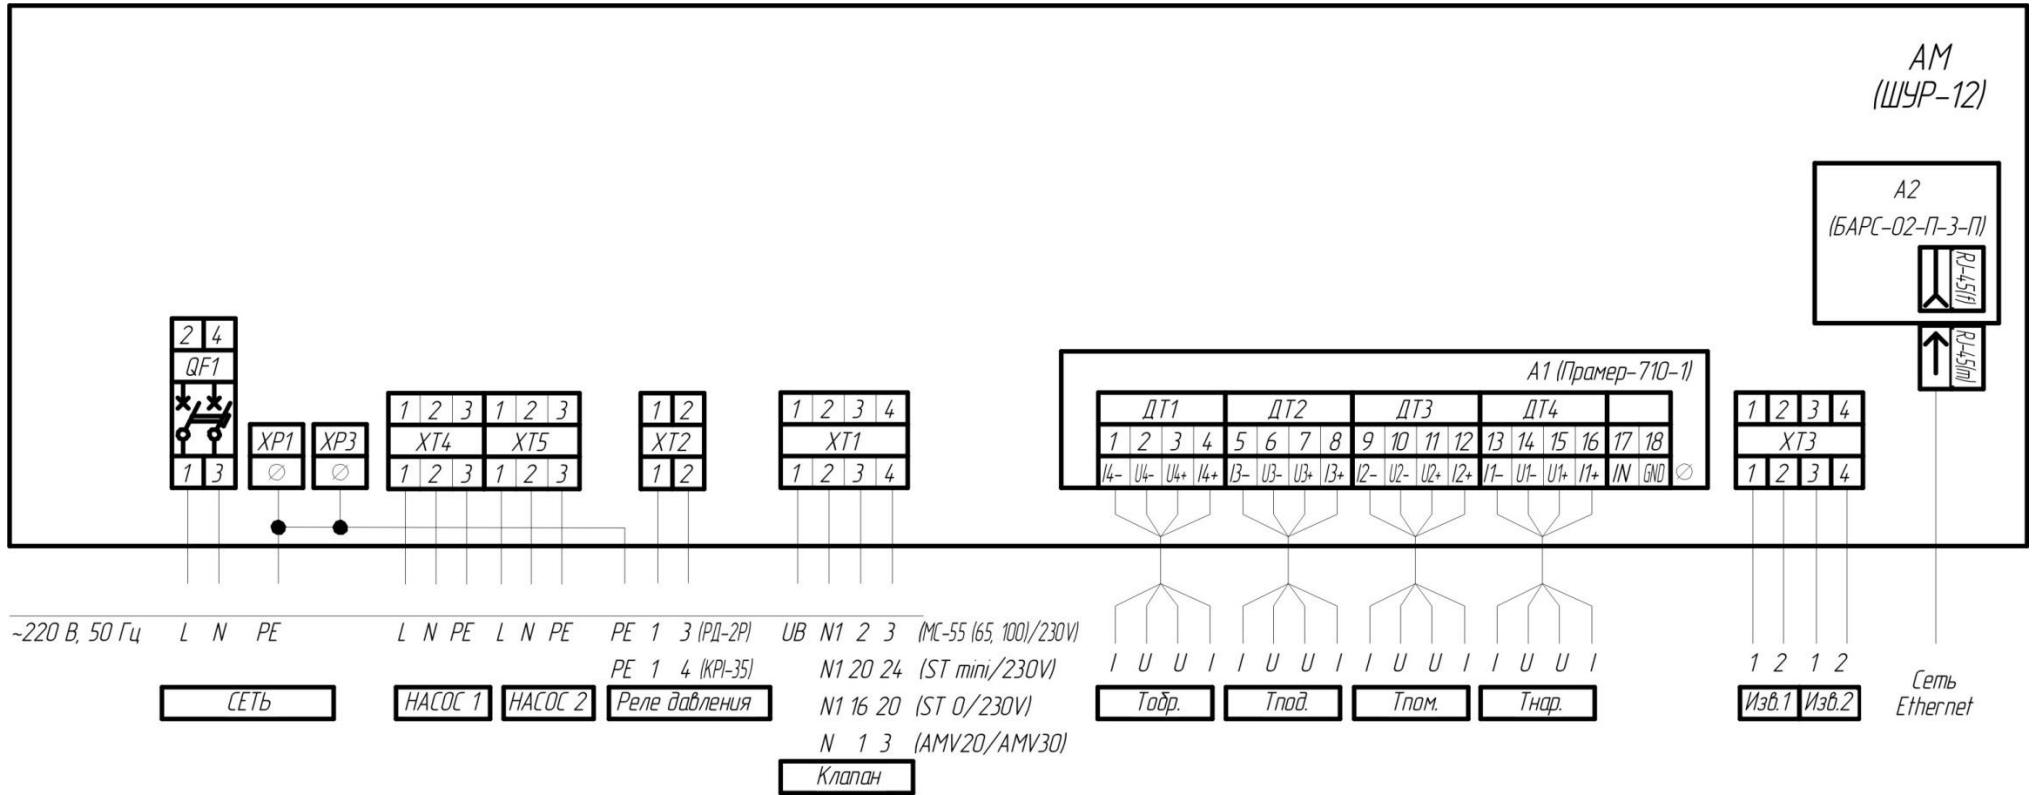 АМ
(ШУР-12)
А2
(БАРС-02-П-3-П)
RJ-45(f)
RJ-45(m)
2 4
QF1
1 3
XP1
XP3
1 2 3 1 2 3
XT4 XT5
1 2 3 1 2 3
1 2
XT2
1 2
1 2 3 4
XT1
1 2 3 4
А1 (Прамер-710-1)
ДТ1 ДТ2 ДТ3 ДТ4
1 2 3 4 5 6 7 8 9 10 11 12 13 14 15 16 17 18
I4- U4- U4+ I4+ I3- U3- U3+ I3+ I2- U2- U2+ I2+ I1- U1- U1+ I1+ IN GND
1 2 3 4
XT3
1 2 3 4
~220 В, 50 Гц L N PE L N PE L N PE PE 1 3 (РД-2Р) UB N1 2 3 (МС-55 (65, 100)/230V)
PE 1 4 (KPI-35) N1 20 24 (ST mini/230V)
I U U I I U U I I U U I I U U I 1 2 1 2
СЕТЬ НАСОС 1 НАСОС 2 Реле давления N1 16 20 (ST 0/230V)
Тобр. Тпод. Тпом. Тнар. Изв.1 Изв.2
Сеть
Ethernet
N 1 3 (AMV20/AMV30)
Клапан